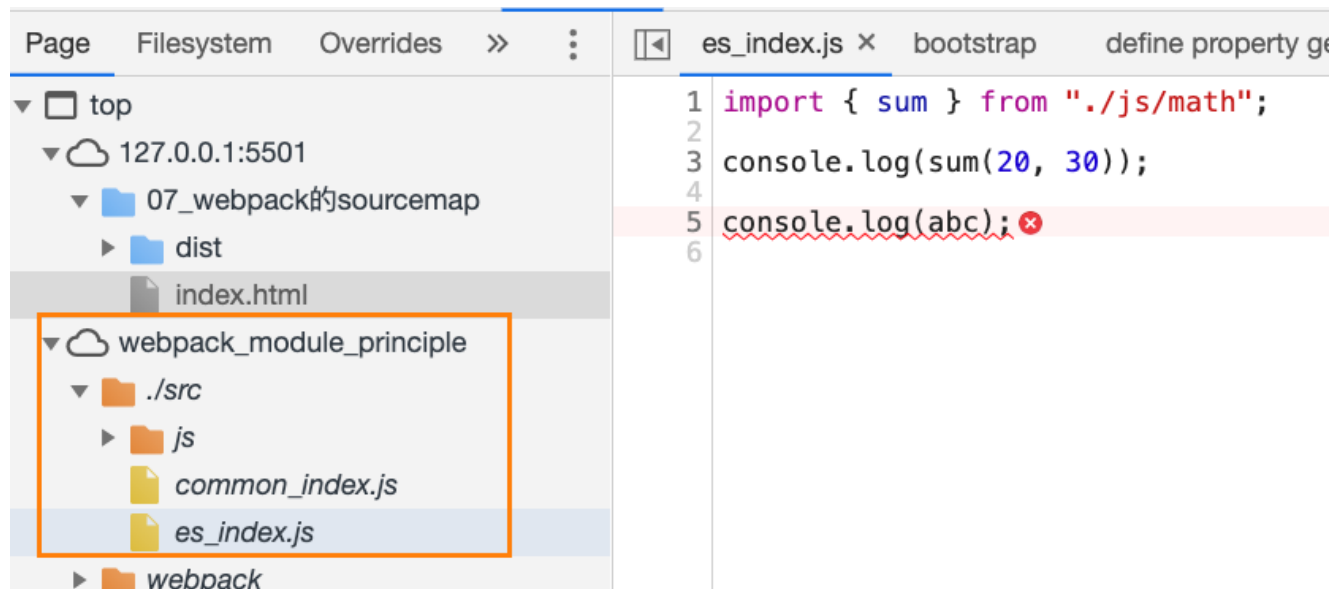 Page Filesystem Overrides »
top
127.0.0.1:5501
07_webpack的sourcemap
dist
index.html
webpack_module_principle
./src
js
common_index.js
es_index.js
webpack
es_index.js × bootstrap define property ge
1 import { sum } from "./js/math";
2
3 console.log(sum(20, 30));
4
5 console.log(abc);
6